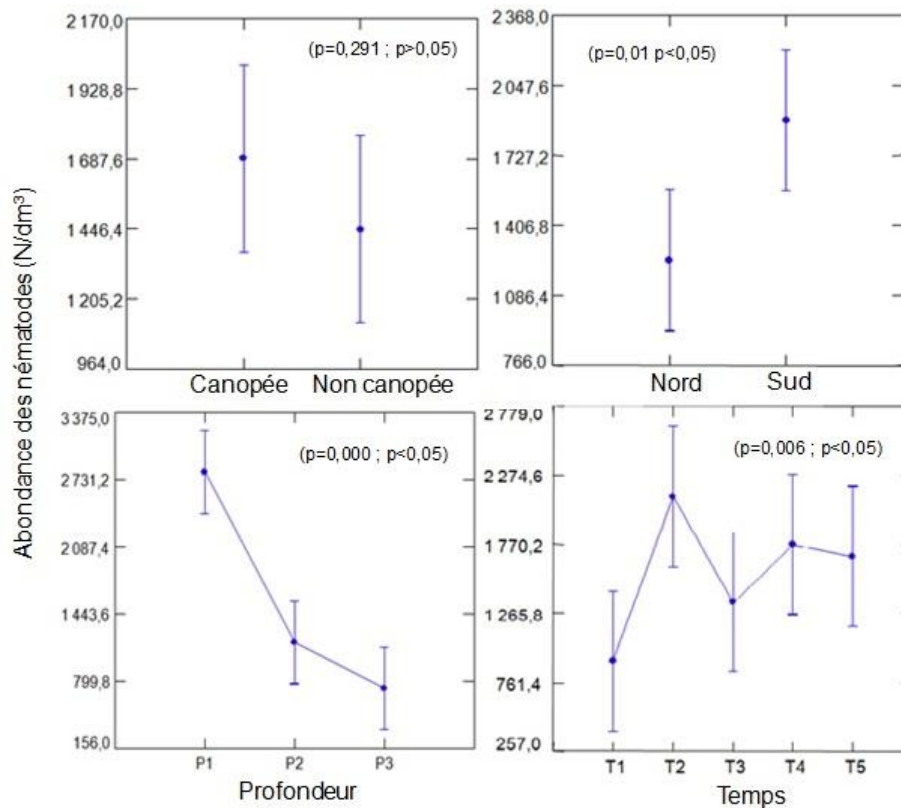 Abondance des nématodes (N/dm³)
2 170,0
1 928,8
1 687,6
1 446,4
1 205,2
964,0
(p=0,291 ; p>0,05)
Canopée Non canopée
2 368,0
2 047,6
1 727,2
1 406,8
1 086,4
766,0
(p=0,01 p<0,05)
Nord Sud
3 375,0
2 731,2
2 087,4
1 443,6
799,8
156,0
(p=0,000 ; p<0,05)
P1 P2 P3
Profondeur
2 779,0
2 274,6
1 770,2
1 265,8
761,4
257,0
(p=0,006 ; p<0,05)
T1 T2 T3 T4 T5
Temps